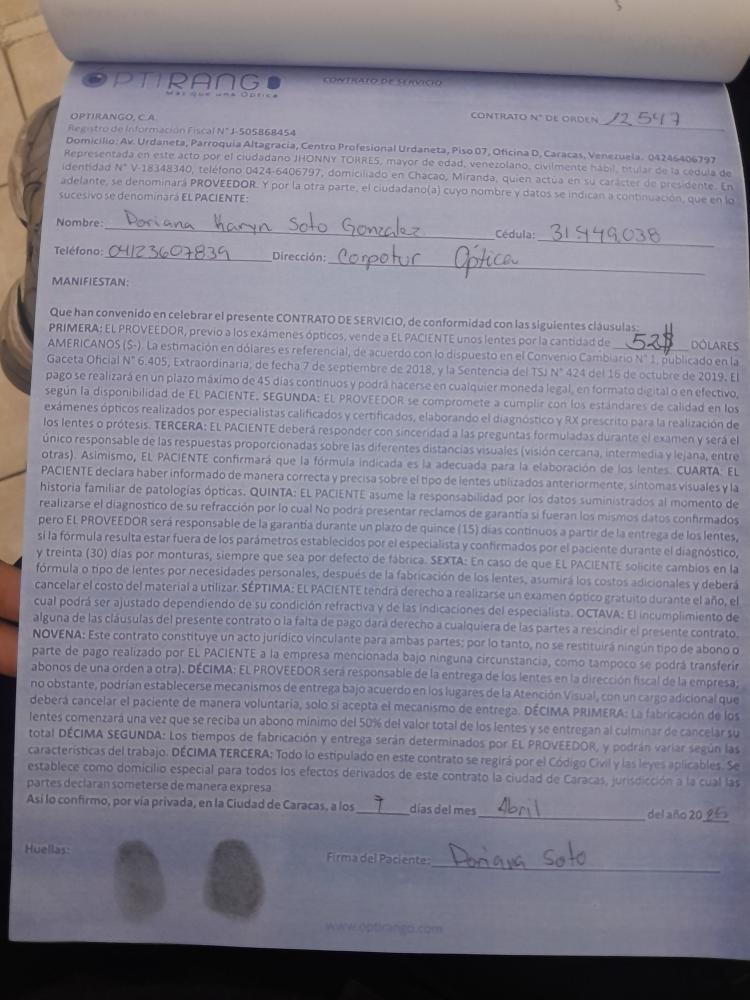 OPTIRANGO
Más que una Óptica
CONTRATO DE SERVICIO
CONTRATO N° DE ORDEN 12547
OPTIRANGO, C.A.
Registro de Información Fiscal N° J-505868454
Domicilio: Av. Urdaneta, Parroquia Altagracia, Centro Profesional Urdaneta, Piso 07, Oficina D, Caracas, Venezuela. 04246406797
Representada en este acto por el ciudadano JHONNY TORRES, mayor de edad, venezolano, civilmente hábil, titular de la cédula de
identidad N° V-18348340, teléfono 0424-6406797, domiciliado en Chacao, Miranda, quien actúa en su carácter de presidente. En
adelante, se denominará PROVEEDOR. Y por la otra parte, el ciudadano(a) cuyo nombre y datos se indican a continuación, que en lo
sucesivo se denominará EL PACIENTE:
Nombre: Doriana Karyn Soto Gonzalez Cédula: 31.449.038
Teléfono: 04123607839 Dirección: Corpotur Óptica
MANIFIESTAN:
Que han convenido en celebrar el presente CONTRATO DE SERVICIO, de conformidad con las siguientes cláusulas:
PRIMERA: EL PROVEEDOR, previo a los exámenes ópticos, vende a EL PACIENTE unos lentes por la cantidad de 52$ DÓLARES
AMERICANOS ($-). La estimación en dólares es referencial, de acuerdo con lo dispuesto en el Convenio Cambiario N° 1, publicado en la
Gaceta Oficial N° 6.405, Extraordinaria, de fecha 7 de septiembre de 2018, y la Sentencia del TSJ N° 424 del 16 de octubre de 2019. El
pago se realizará en un plazo máximo de 45 días continuos y podrá hacerse en cualquier moneda legal, en formato digital o en efectivo,
según la disponibilidad de EL PACIENTE. SEGUNDA: EL PROVEEDOR se compromete a cumplir con los estándares de calidad en los
exámenes ópticos realizados por especialistas calificados y certificados, elaborando el diagnóstico y RX prescrito para la realización de
los lentes o prótesis. TERCERA: EL PACIENTE deberá responder con sinceridad a las preguntas formuladas durante el examen y será el
único responsable de las respuestas proporcionadas sobre las diferentes distancias visuales (visión cercana, intermedia y lejana, entre
otras). Asimismo, EL PACIENTE confirmará que la fórmula indicada es la adecuada para la elaboración de los lentes. CUARTA: EL
PACIENTE declara haber informado de manera correcta y precisa sobre el tipo de lentes utilizados anteriormente, síntomas visuales y la
historia familiar de patologías ópticas. QUINTA: EL PACIENTE asume la responsabilidad por los datos suministrados al momento de
realizarse el diagnostico de su refracción por lo cual No podrá presentar reclamos de garantía si fueran los mismos datos confirmados
pero EL PROVEEDOR será responsable de la garantía durante un plazo de quince (15) días continuos a partir de la entrega de los lentes,
si la fórmula resulta estar fuera de los parámetros establecidos por el especialista y confirmados por el paciente durante el diagnóstico,
y treinta (30) días por monturas, siempre que sea por defecto de fábrica. SEXTA: En caso de que EL PACIENTE solicite cambios en la
fórmula o tipo de lentes por necesidades personales, después de la fabricación de los lentes, asumirá los costos adicionales y deberá
cancelar el costo del material a utilizar. SÉPTIMA: EL PACIENTE tendrá derecho a realizarse un examen óptico gratuito durante el año, el
cual podrá ser ajustado dependiendo de su condición refractiva y de las indicaciones del especialista. OCTAVA: El incumplimiento de
alguna de las cláusulas del presente contrato o la falta de pago dará derecho a cualquiera de las partes a rescindir el presente contrato.
NOVENA: Este contrato constituye un acto jurídico vinculante para ambas partes; por lo tanto, no se restituirá ningún tipo de abono o
parte de pago realizado por EL PACIENTE a la empresa mencionada bajo ninguna circunstancia, como tampoco se podrá transferir
abonos de una orden a otra). DÉCIMA: EL PROVEEDOR será responsable de la entrega de los lentes en la dirección fiscal de la empresa;
no obstante, podrían establecerse mecanismos de entrega bajo acuerdo en los lugares de la Atención Visual, con un cargo adicional que
deberá cancelar el paciente de manera voluntaria, solo si acepta el mecanismo de entrega. DÉCIMA PRIMERA: La fabricación de los
lentes comenzará una vez que se reciba un abono mínimo del 50% del valor total de los lentes y se entregan al culminar de cancelar su
total DÉCIMA SEGUNDA: Los tiempos de fabricación y entrega serán determinados por EL PROVEEDOR, y podrán variar según las
características del trabajo. DÉCIMA TERCERA: Todo lo estipulado en este contrato se regirá por el Código Civil y las leyes aplicables. Se
establece como domicilio especial para todos los efectos derivados de este contrato la ciudad de Caracas, jurisdicción a la cual las
partes declaran someterse de manera expresa.
Así lo confirmo, por vía privada, en la Ciudad de Caracas, a los 7 días del mes Abril del año 20
Huellas:
Firma del Paciente: Doriana Soto
www.optirango.com